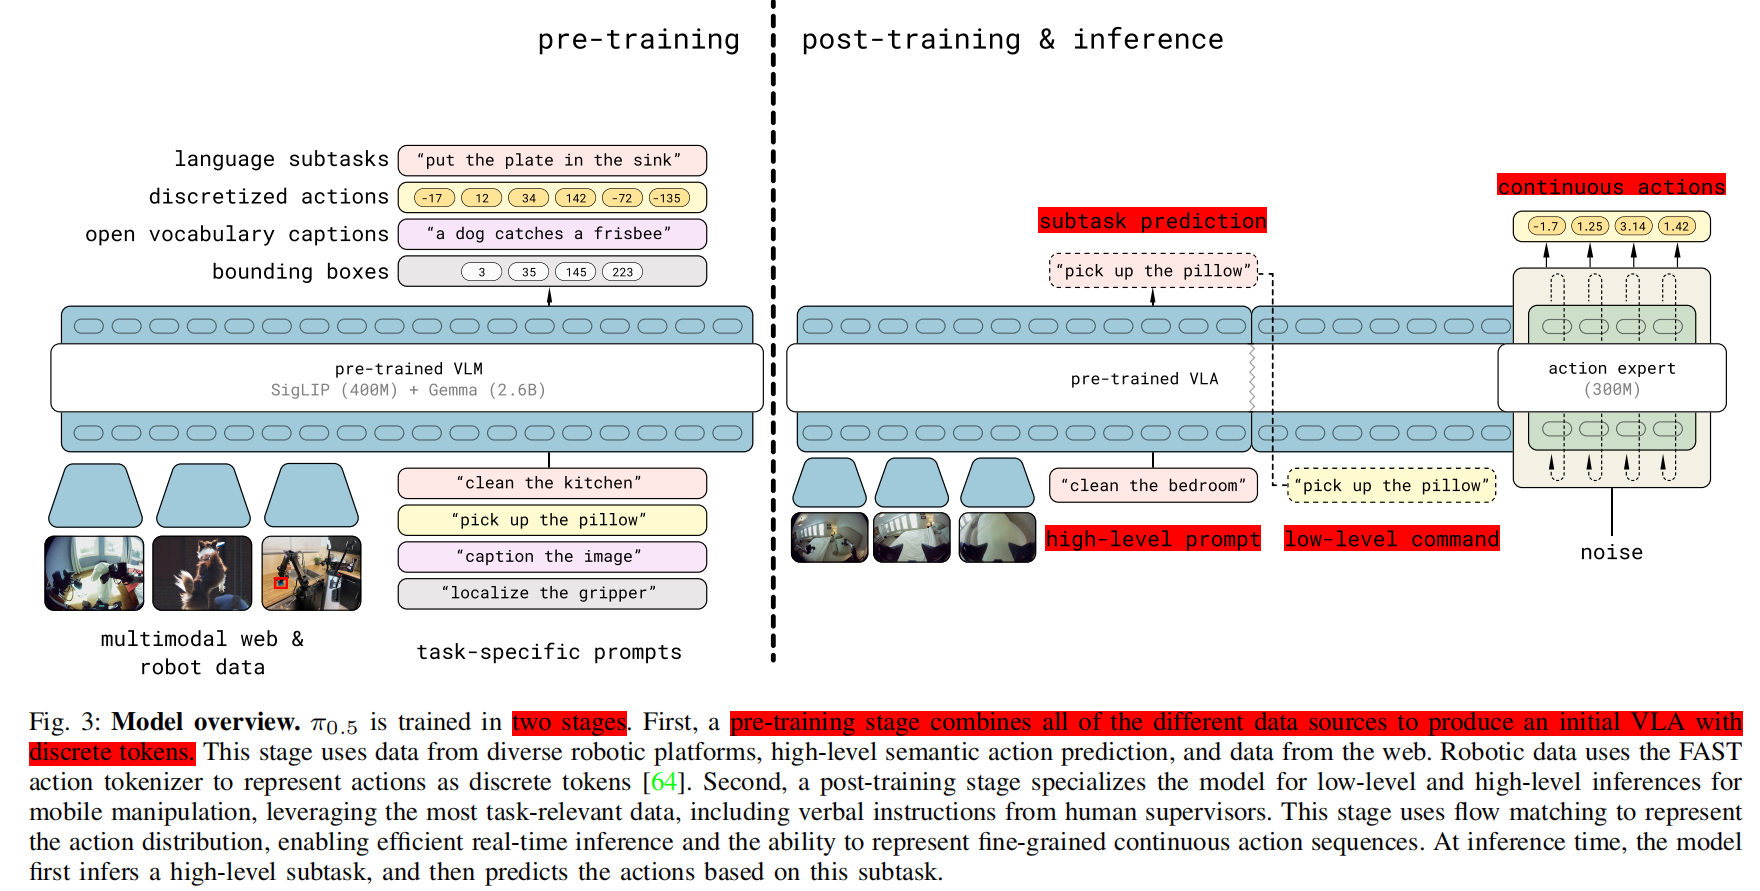 pre-training
post-training & inference
language subtasks
“put the plate in the sink”
discretized actions
-17 12 34 142 -72 -135
open vocabulary captions
“a dog catches a frisbee”
bounding boxes
3 35 145 223
pre-trained VLM
SigLIP (400M) + Gemma (2.6B)
“clean the kitchen”
“pick up the pillow”
“caption the image”
“localize the gripper”
multimodal web &
robot data
task-specific prompts
subtask prediction
“pick up the pillow”
continuous actions
-1.7 1.25 3.14 1.42
pre-trained VLA
action expert
(300M)
“clean the bedroom”
“pick up the pillow”
high-level prompt
low-level command
noise
Fig. 3: Model overview. π0.5 is trained in two stages. First, a pre-training stage combines all of the different data sources to produce an initial VLA with
discrete tokens. This stage uses data from diverse robotic platforms, high-level semantic action prediction, and data from the web. Robotic data uses the FAST
action tokenizer to represent actions as discrete tokens [64]. Second, a post-training stage specializes the model for low-level and high-level inferences for
mobile manipulation, leveraging the most task-relevant data, including verbal instructions from human supervisors. This stage uses flow matching to represent
the action distribution, enabling efficient real-time inference and the ability to represent fine-grained continuous action sequences. At inference time, the model
first infers a high-level subtask, and then predicts the actions based on this subtask.